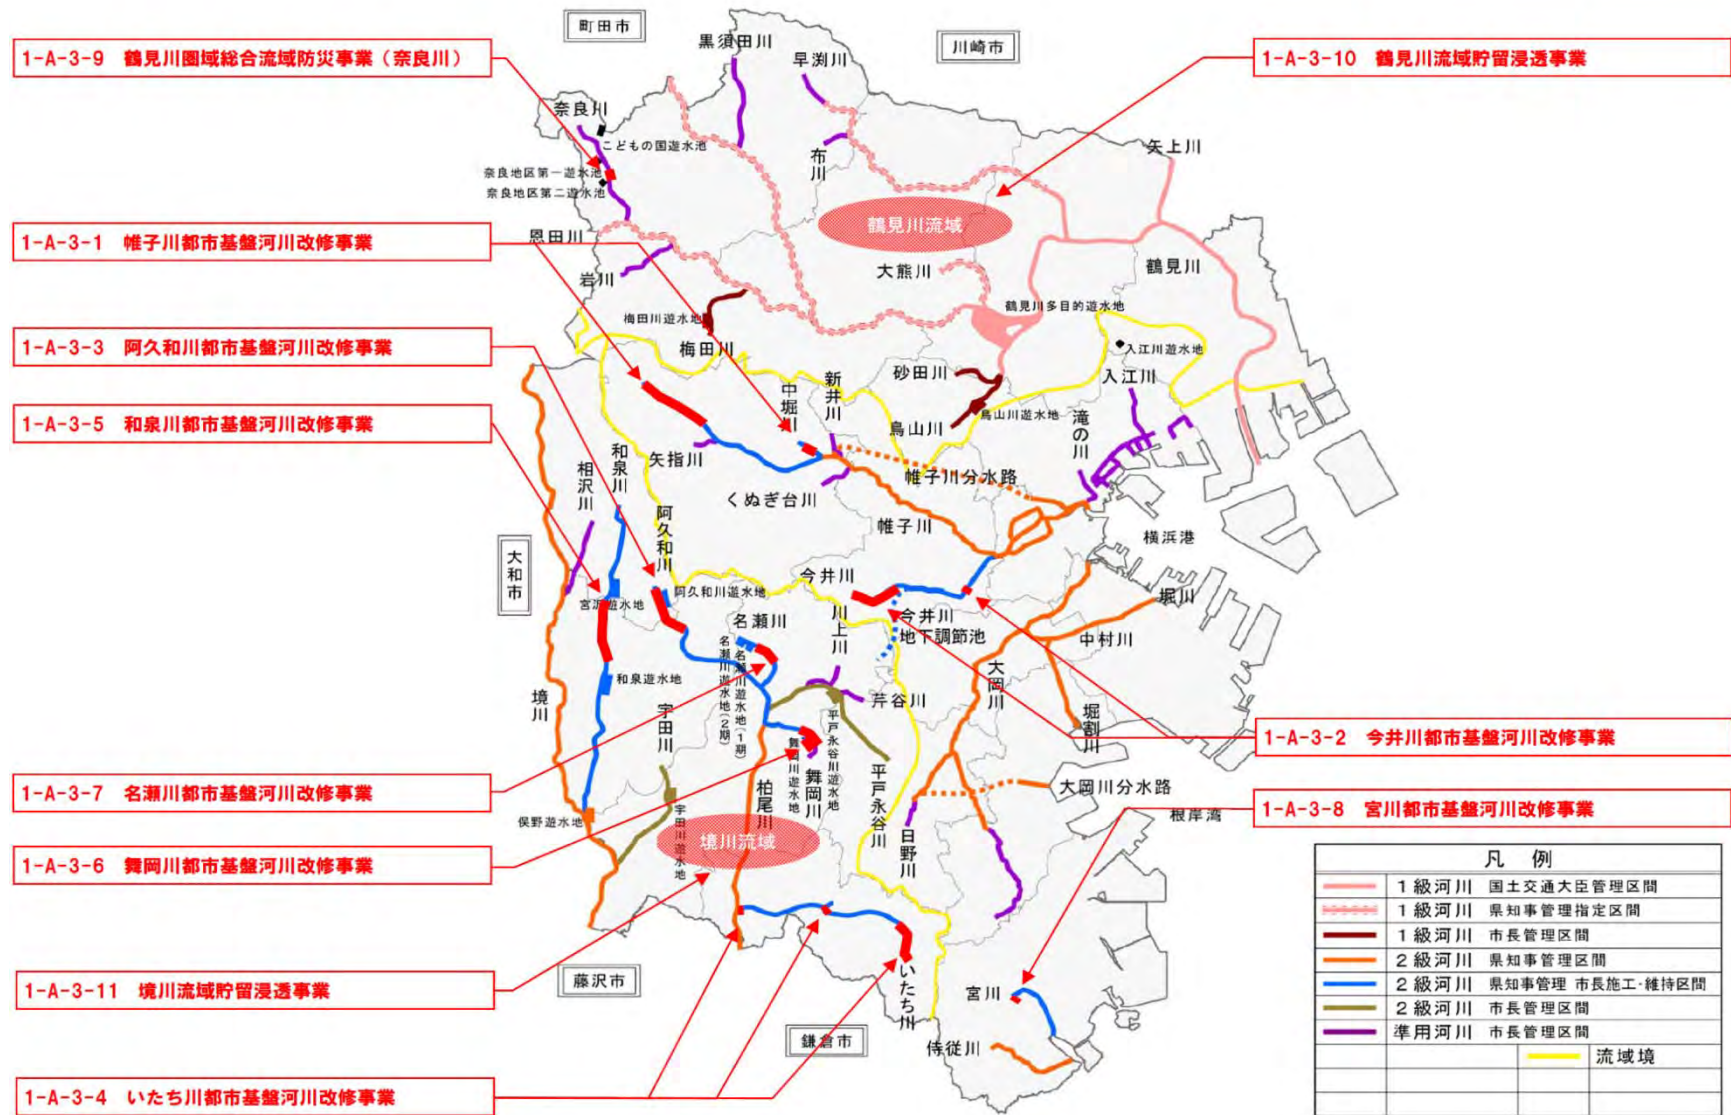 町田市
川崎市
1-A-3-9 鶴見川圏域総合流域防災事業（奈良川）
1-A-3-10 鶴見川流域貯留浸透事業
黒須田川
早渕川
奈良川
こどもの国遊水池
奈良地区第一遊水池
奈良地区第二遊水池
布川
矢上川
1-A-3-1 帷子川都市基盤河川改修事業
恩田川
鶴見川流域
岩川
大熊川
鶴見川
鶴見川多目的遊水地
梅田川遊水地
梅田川
1-A-3-3 阿久和川都市基盤河川改修事業
入江川遊水地
入江川
砂田川
中堀川
新井川
鳥山川遊水地
鳥山川
滝の川
1-A-3-5 和泉川都市基盤河川改修事業
相沢川
和泉川
矢指川
くぬぎ台川
帷子川分水路
帷子川
阿久和川
横浜港
大和市
今井川
宮沢遊水地
阿久和川遊水地
名瀬川
川上川
今井川
地下調節池
堀川
中村川
名瀬川遊水地(2期)
名瀬川遊水地(1期)
和泉遊水地
境川
宇田川
芹谷川
大岡川
堀割川
平戸永谷川遊水地
舞岡川遊水地
舞岡川
平戸永谷川
1-A-3-2 今井川都市基盤河川改修事業
1-A-3-7 名瀬川都市基盤河川改修事業
柏尾川
大岡川分水路
俣野遊水地
宇田川遊水地
境川流域
日野川
根岸湾
1-A-3-8 宮川都市基盤河川改修事業
1-A-3-6 舞岡川都市基盤河川改修事業
1-A-3-11 境川流域貯留浸透事業
藤沢市
いたち川
宮川
鎌倉市
侍従川
1-A-3-4 いたち川都市基盤河川改修事業
凡 例
1級河川 国土交通大臣管理区間
1級河川 県知事管理指定区間
1級河川 市長管理区間
2級河川 県知事管理区間
2級河川 県知事管理 市長施工・維持区間
2級河川 市長管理区間
準用河川 市長管理区間
流域境